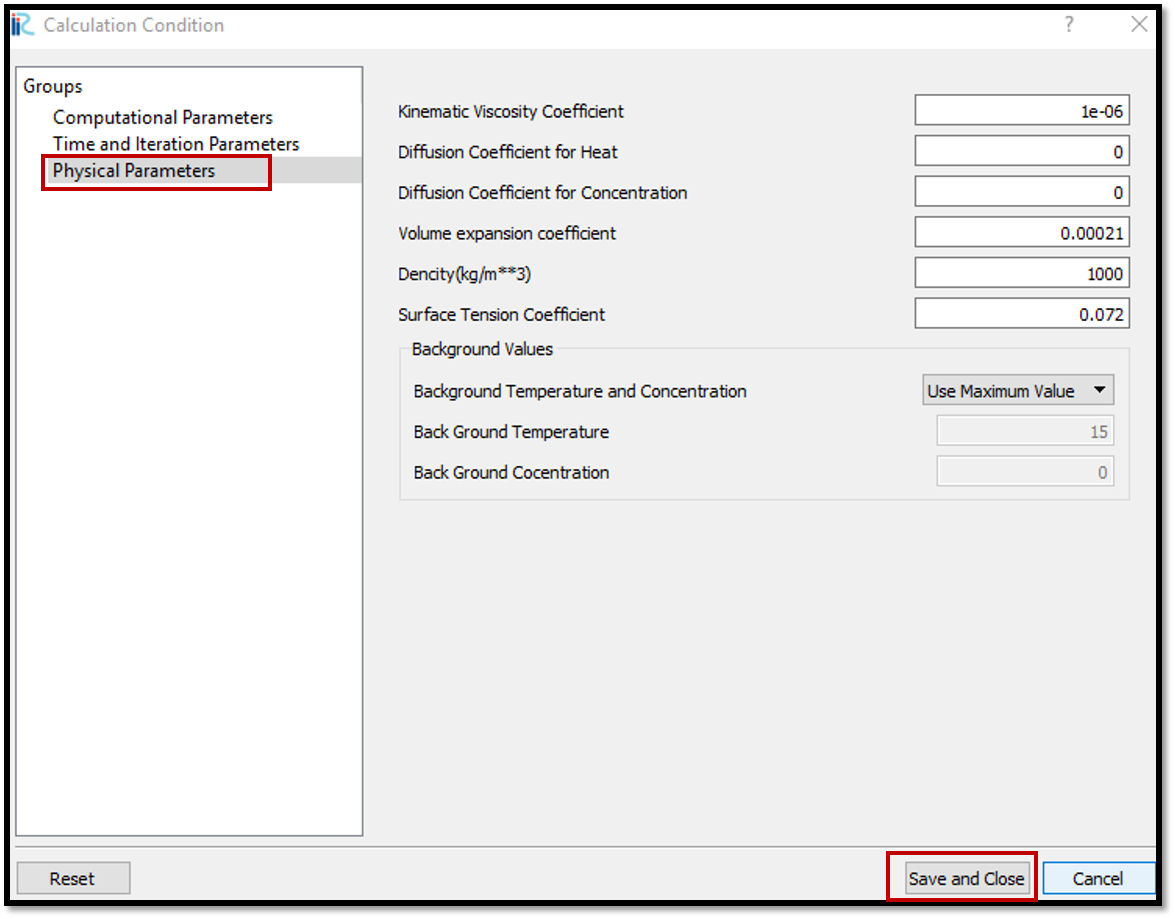 Calculation Condition
?
Groups
Computational Parameters
Time and Iteration Parameters
Physical Parameters
Kinematic Viscosity Coefficient 1e-06
Diffusion Coefficient for Heat 0
Diffusion Coefficient for Concentration 0
Volume expansion coefficient 0.00021
Dencity(kg/m**3) 1000
Surface Tension Coefficient 0.072
Background Values
Background Temperature and Concentration Use Maximum Value
Back Ground Temperature 15
Back Ground Cocentration 0
Reset Save and Close Cancel